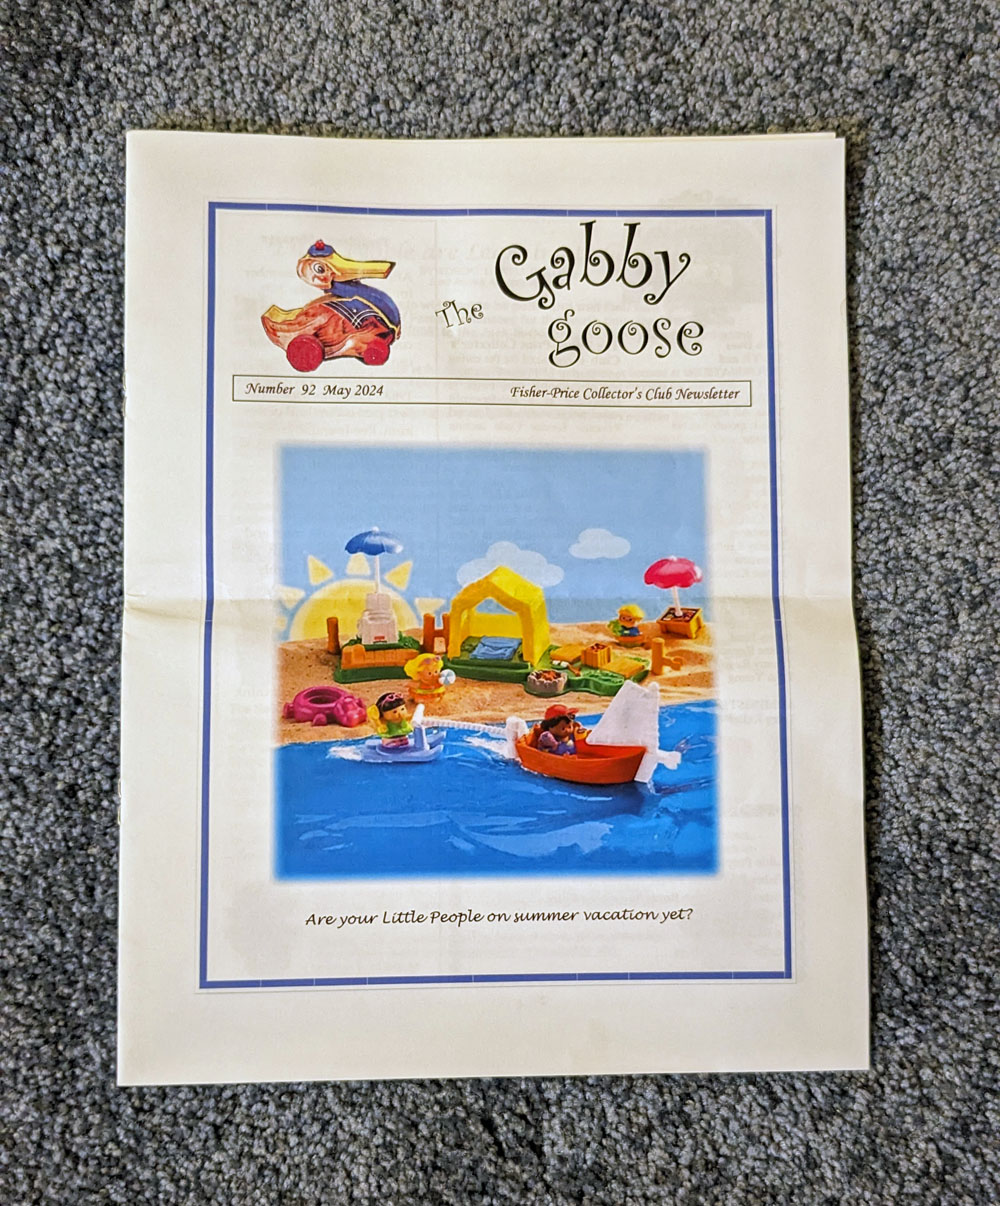 The Gabby
goose
Number 92 May 2024 Fisher-Price Collector's Club Newsletter
Are your Little People on summer vacation yet?